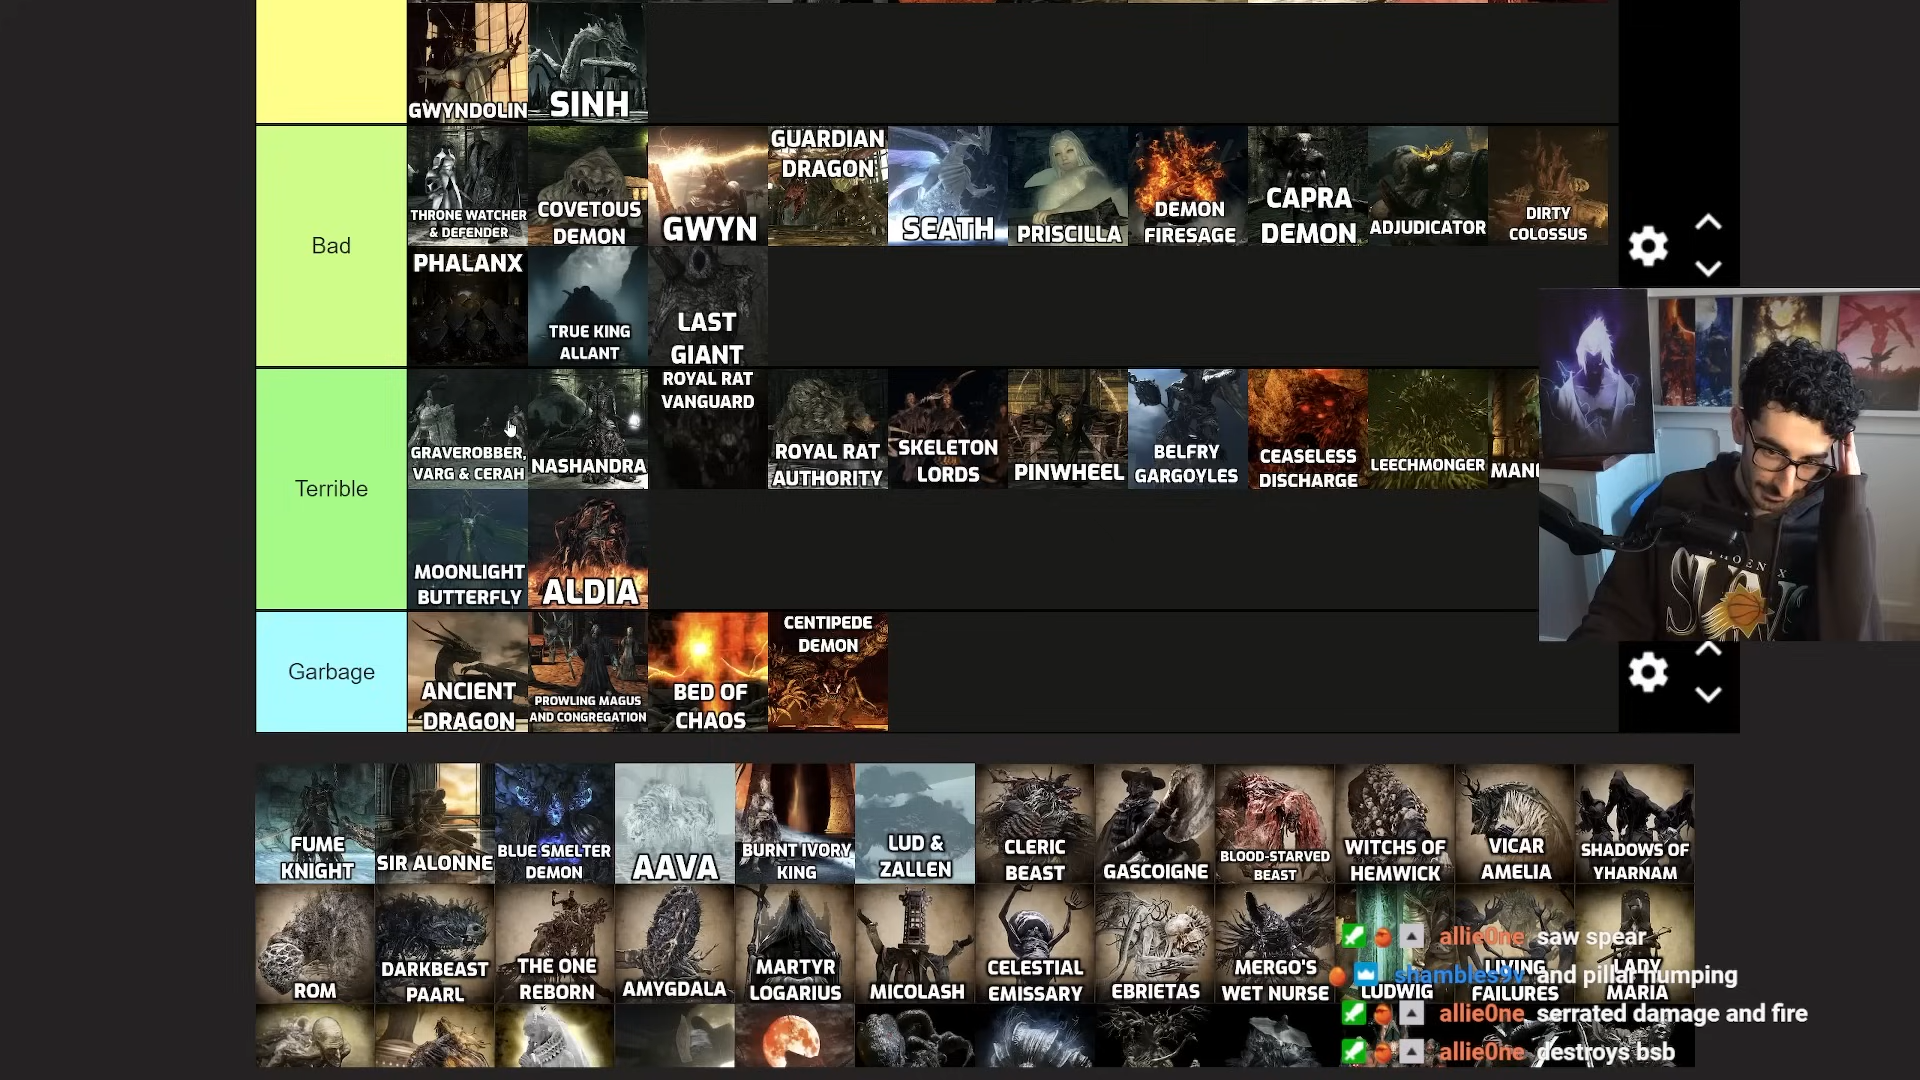 GWYNDOLIN
SINH
Bad
THRONE WATCHER
& DEFENDER
COVETOUS
DEMON
GWYN
GUARDIAN
DRAGON
SEATH
PRISCILLA
DEMON
FIRESAGE
CAPRA
DEMON
ADJUDICATOR
DIRTY
COLOSSUS
PHALANX
TRUE KING
ALLANT
LAST
GIANT
Terrible
GRAVEROBBER,
VARG & CERAH
NASHANDRA
ROYAL RAT
VANGUARD
ROYAL RAT
AUTHORITY
SKELETON
LORDS
PINWHEEL
BELFRY
GARGOYLES
CEASELESS
DISCHARGE
LEECHMONGER
MAN
MOONLIGHT
BUTTERFLY
ALDIA
Garbage
ANCIENT
DRAGON
PROWLING MAGUS
AND CONGREGATION
BED OF
CHAOS
CENTIPEDE
DEMON
PHOENIX
FUME
KNIGHT
SIR ALONNE
BLUE SMELTER
DEMON
AAVA
BURNT IVORY
KING
LUD &
ZALLEN
CLERIC
BEAST
GASCOIGNE
BLOOD-STARVED
BEAST
WITCHS OF
HEMWICK
VICAR
AMELIA
SHADOWS OF
YHARNAM
ROM
DARKBEAST
PAARL
THE ONE
REBORN
AMYGDALA
MARTYR
LOGARIUS
MICOLASH
CELESTIAL
EMISSARY
EBRIETAS
MERGO'S
WET NURSE
LUDWIG
LIVING
FAILURES
LADY
MARIA
allie0ne saw spear
shambles9v and pillar humping
allie0ne serrated damage and fire
allie0ne destroys bsb